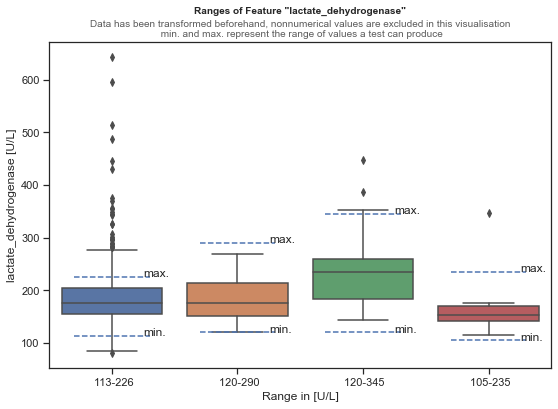 Ranges of Feature "lactate_dehydrogenase"
Data has been transformed beforehand, nonnumerical values are excluded in this visualisation
min. and max. represent the range of values a test can produce
lactate_dehydrogenase [U/L]
600
500
400
300
200
100
max.
min.
max.
min.
max.
min.
max.
min.
113-226
120-290
120-345
105-235
Range in [U/L]